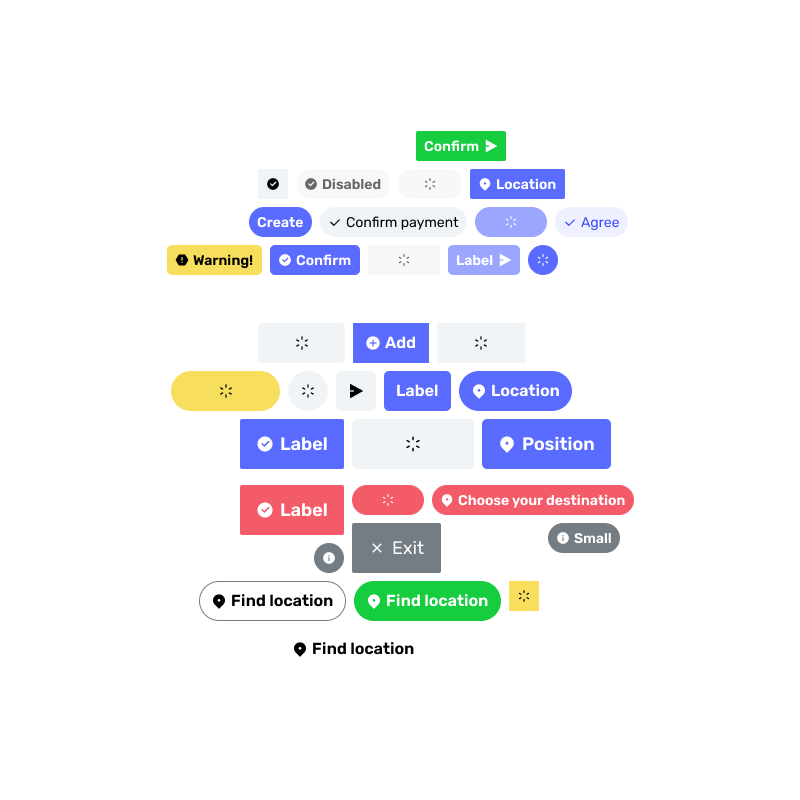 Confirm
Disabled
Location
Create
Confirm payment
Agree
Warning!
Confirm
Label
Add
Label
Location
Label
Position
Label
Choose your destination
Exit
Small
Find location
Find location
Find location